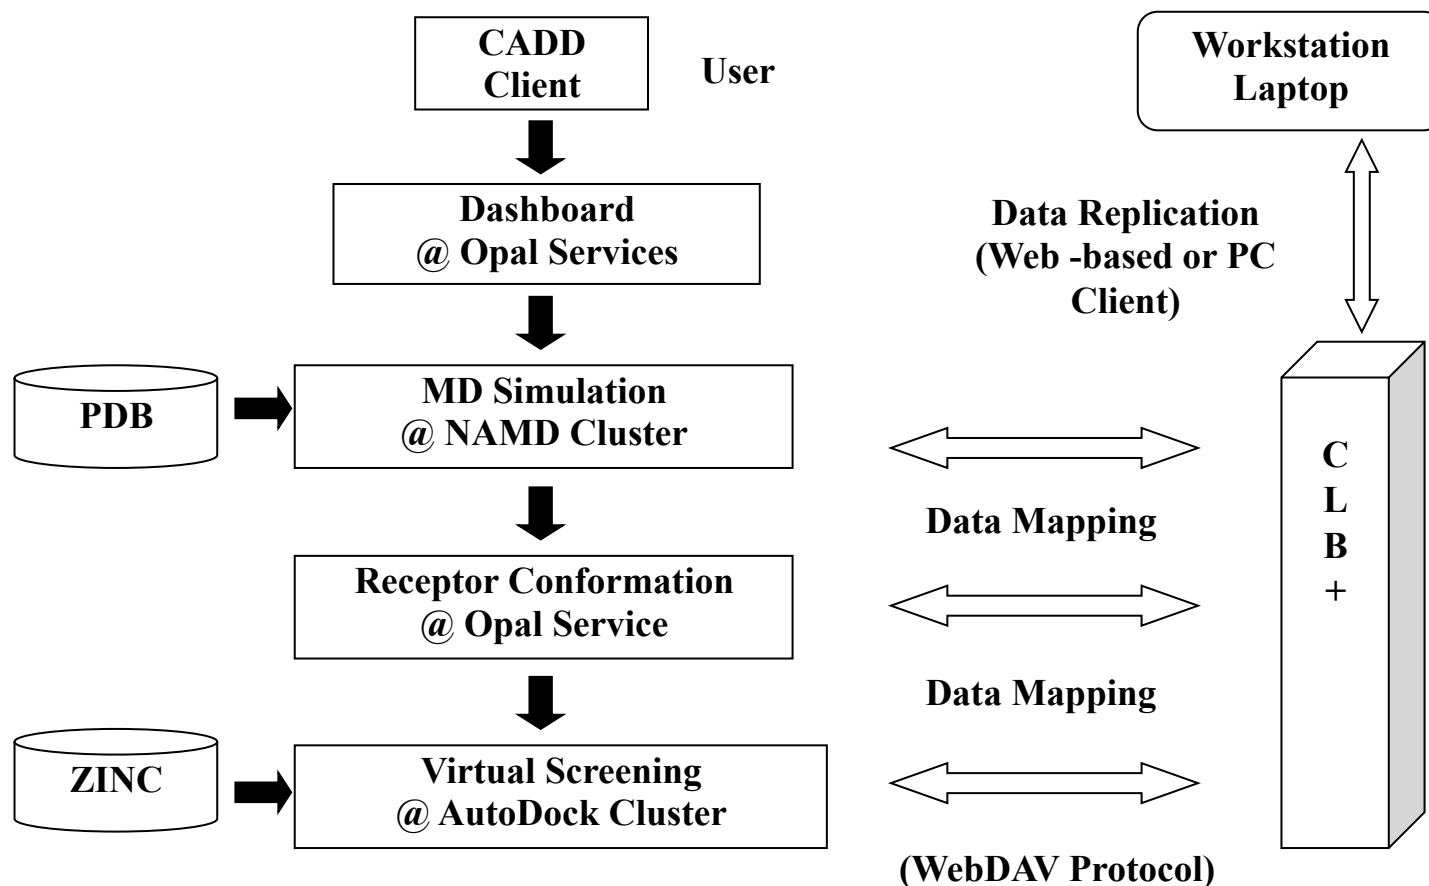 CADD
Client
User
Workstation
Laptop
Dashboard
@ Opal Services
Data Replication
(Web -based or PC
Client)
PDB
MD Simulation
@ NAMD Cluster
C
L
B
+
Data Mapping
Receptor Conformation
@ Opal Service
Data Mapping
ZINC
Virtual Screening
@ AutoDock Cluster
(WebDAV Protocol)